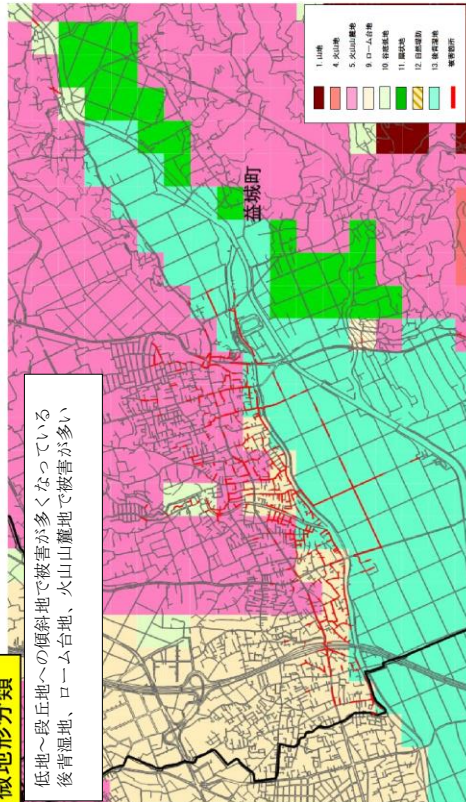 微地形分類
低地～段丘地への傾斜地で被害が多くなっている
後背湿地、ローム台地、火山山麓地で被害が多い
益城町
1. 山地
4. 火山地
5. 火山山麓地
9. ローム台地
10. 谷底低地
11. 扇状地
12. 自然堤防
13. 後背湿地
被害箇所